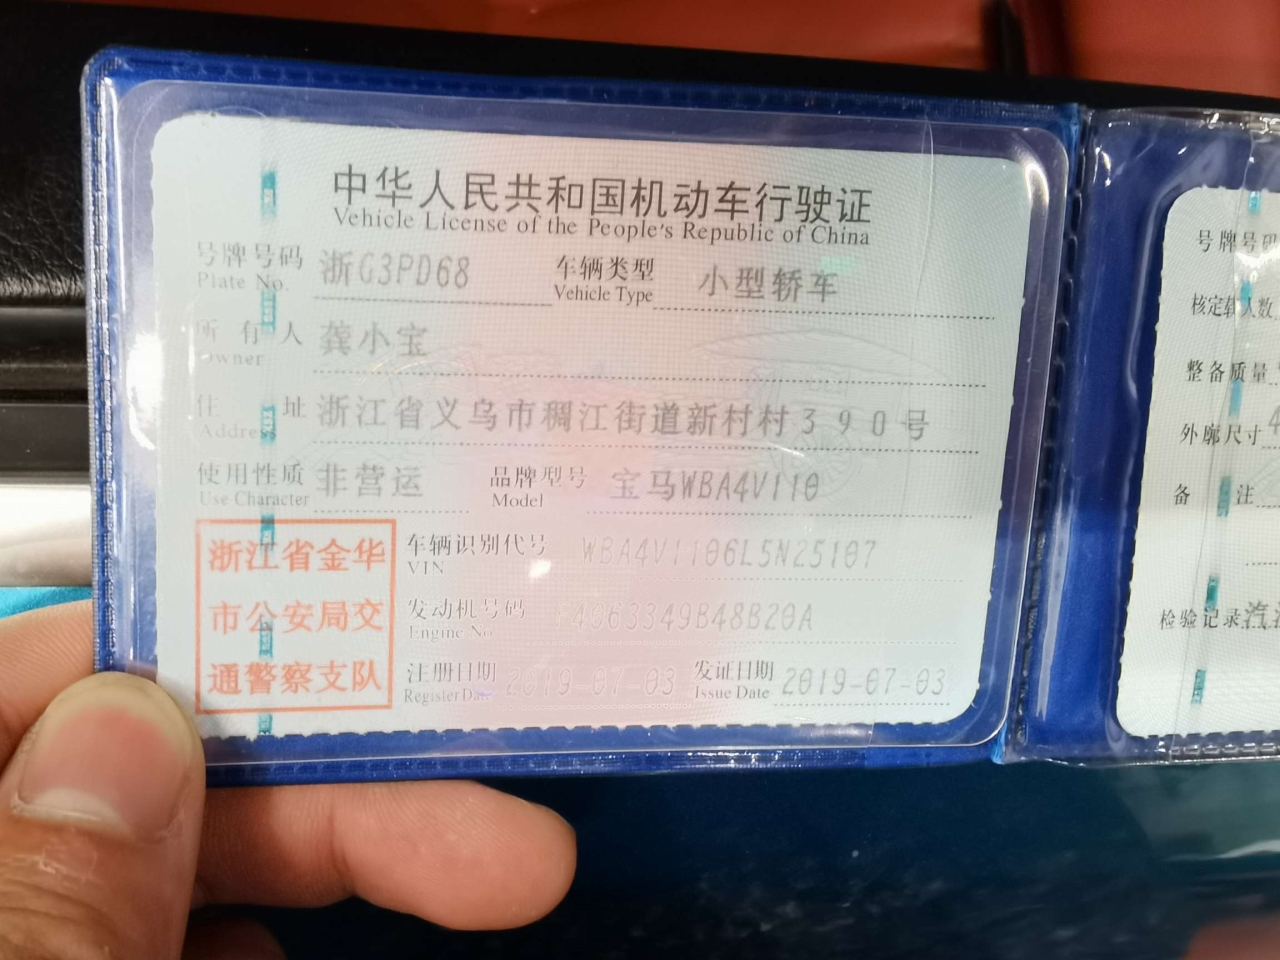 中华人民共和国机动车行驶证
Vehicle License of the People's Republic of China
号牌号码 浙G3PD68 车辆类型 小型轿车
Plate No. Vehicle Type
所有人 龚小宝
Owner
住址 浙江省义乌市稠江街道新村村390号
Address
使用性质 非营运 品牌型号 宝马WBA4V110
Use Character Model
浙江省金华
市公安局交
通警察支队
车辆识别代号 WBA4V1106L5N25107
VIN
发动机号码 4063349B48B20A
Engine No.
注册日期 2019-07-03 发证日期 2019-07-03
Register Date Issue Date
号牌号码
核定载人数
整备质量
外廓尺寸 4
备注
检验记录 汽